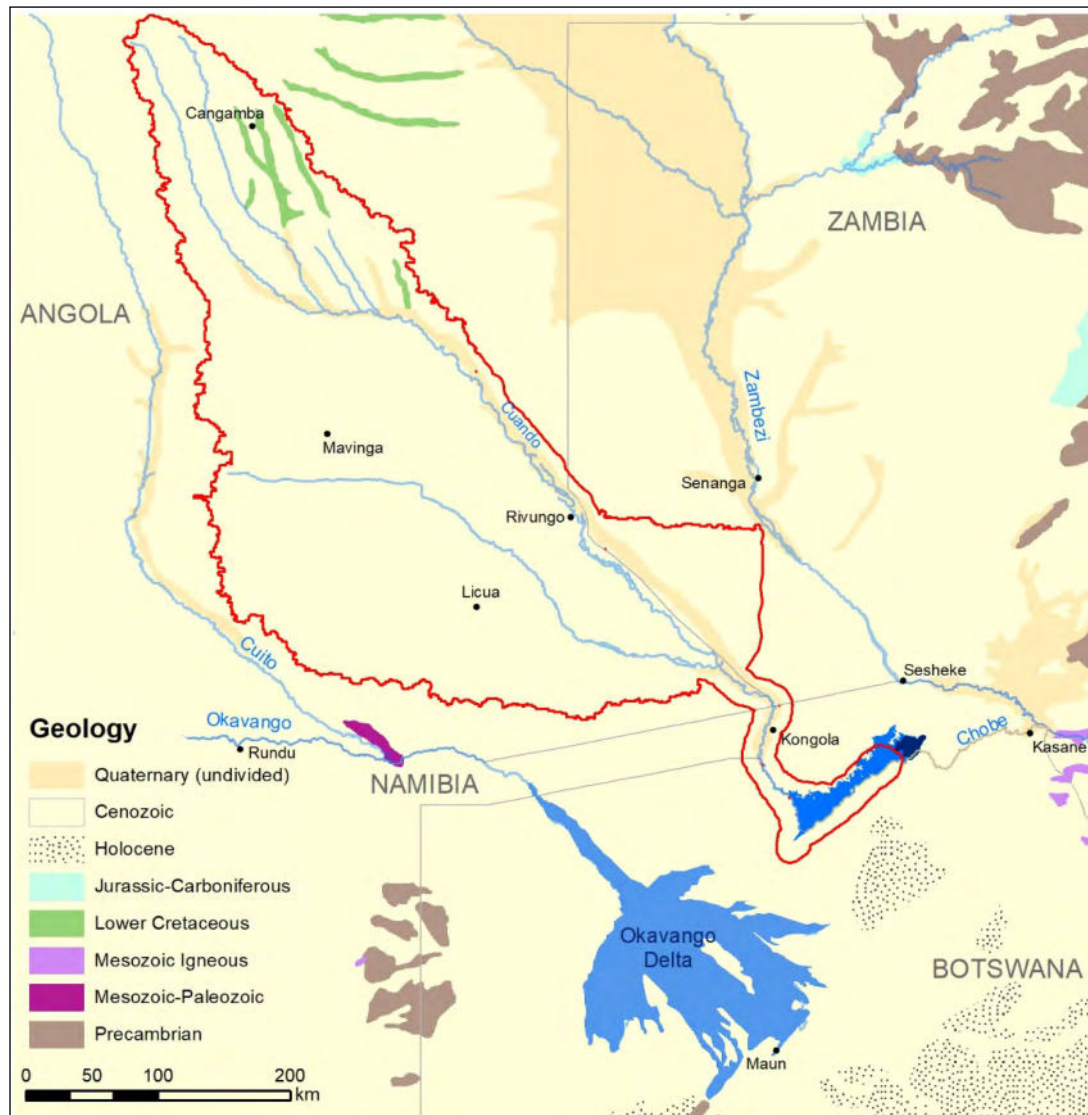 Cangamba
ZAMBIA
ANGOLA
Zambezi
Cuando
Mavinga
Senanga
Rivungo
Licua
Cuito
Sesheke
Geology
Okavango
Rundu
Chobe
Kongola
Kasane
NAMIBIA
Quaternary (undivided)
Cenozoic
Holocene
Jurassic-Carboniferous
Lower Cretaceous
Mesozoic Igneous
Mesozoic-Paleozoic
Precambrian
Okavango
Delta
BOTSWANA
Maun
0 50 100 200
km